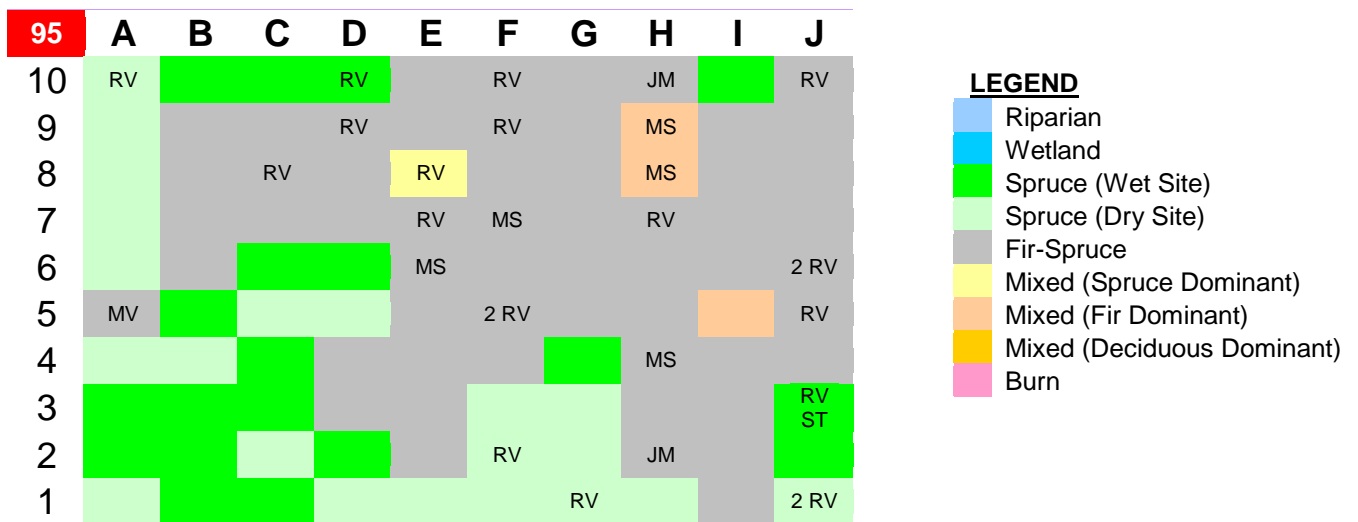 95 A B C D E F G H I J
10 RV RV RV JM RV
9 RV RV MS
8 RV RV MS
7 RV MS RV
6 MS 2 RV
5 MV 2 RV RV
4 MS
3 RV
ST
2 RV JM
1 RV 2 RV
LEGEND
Riparian
Wetland
Spruce (Wet Site)
Spruce (Dry Site)
Fir-Spruce
Mixed (Spruce Dominant)
Mixed (Fir Dominant)
Mixed (Deciduous Dominant)
Burn